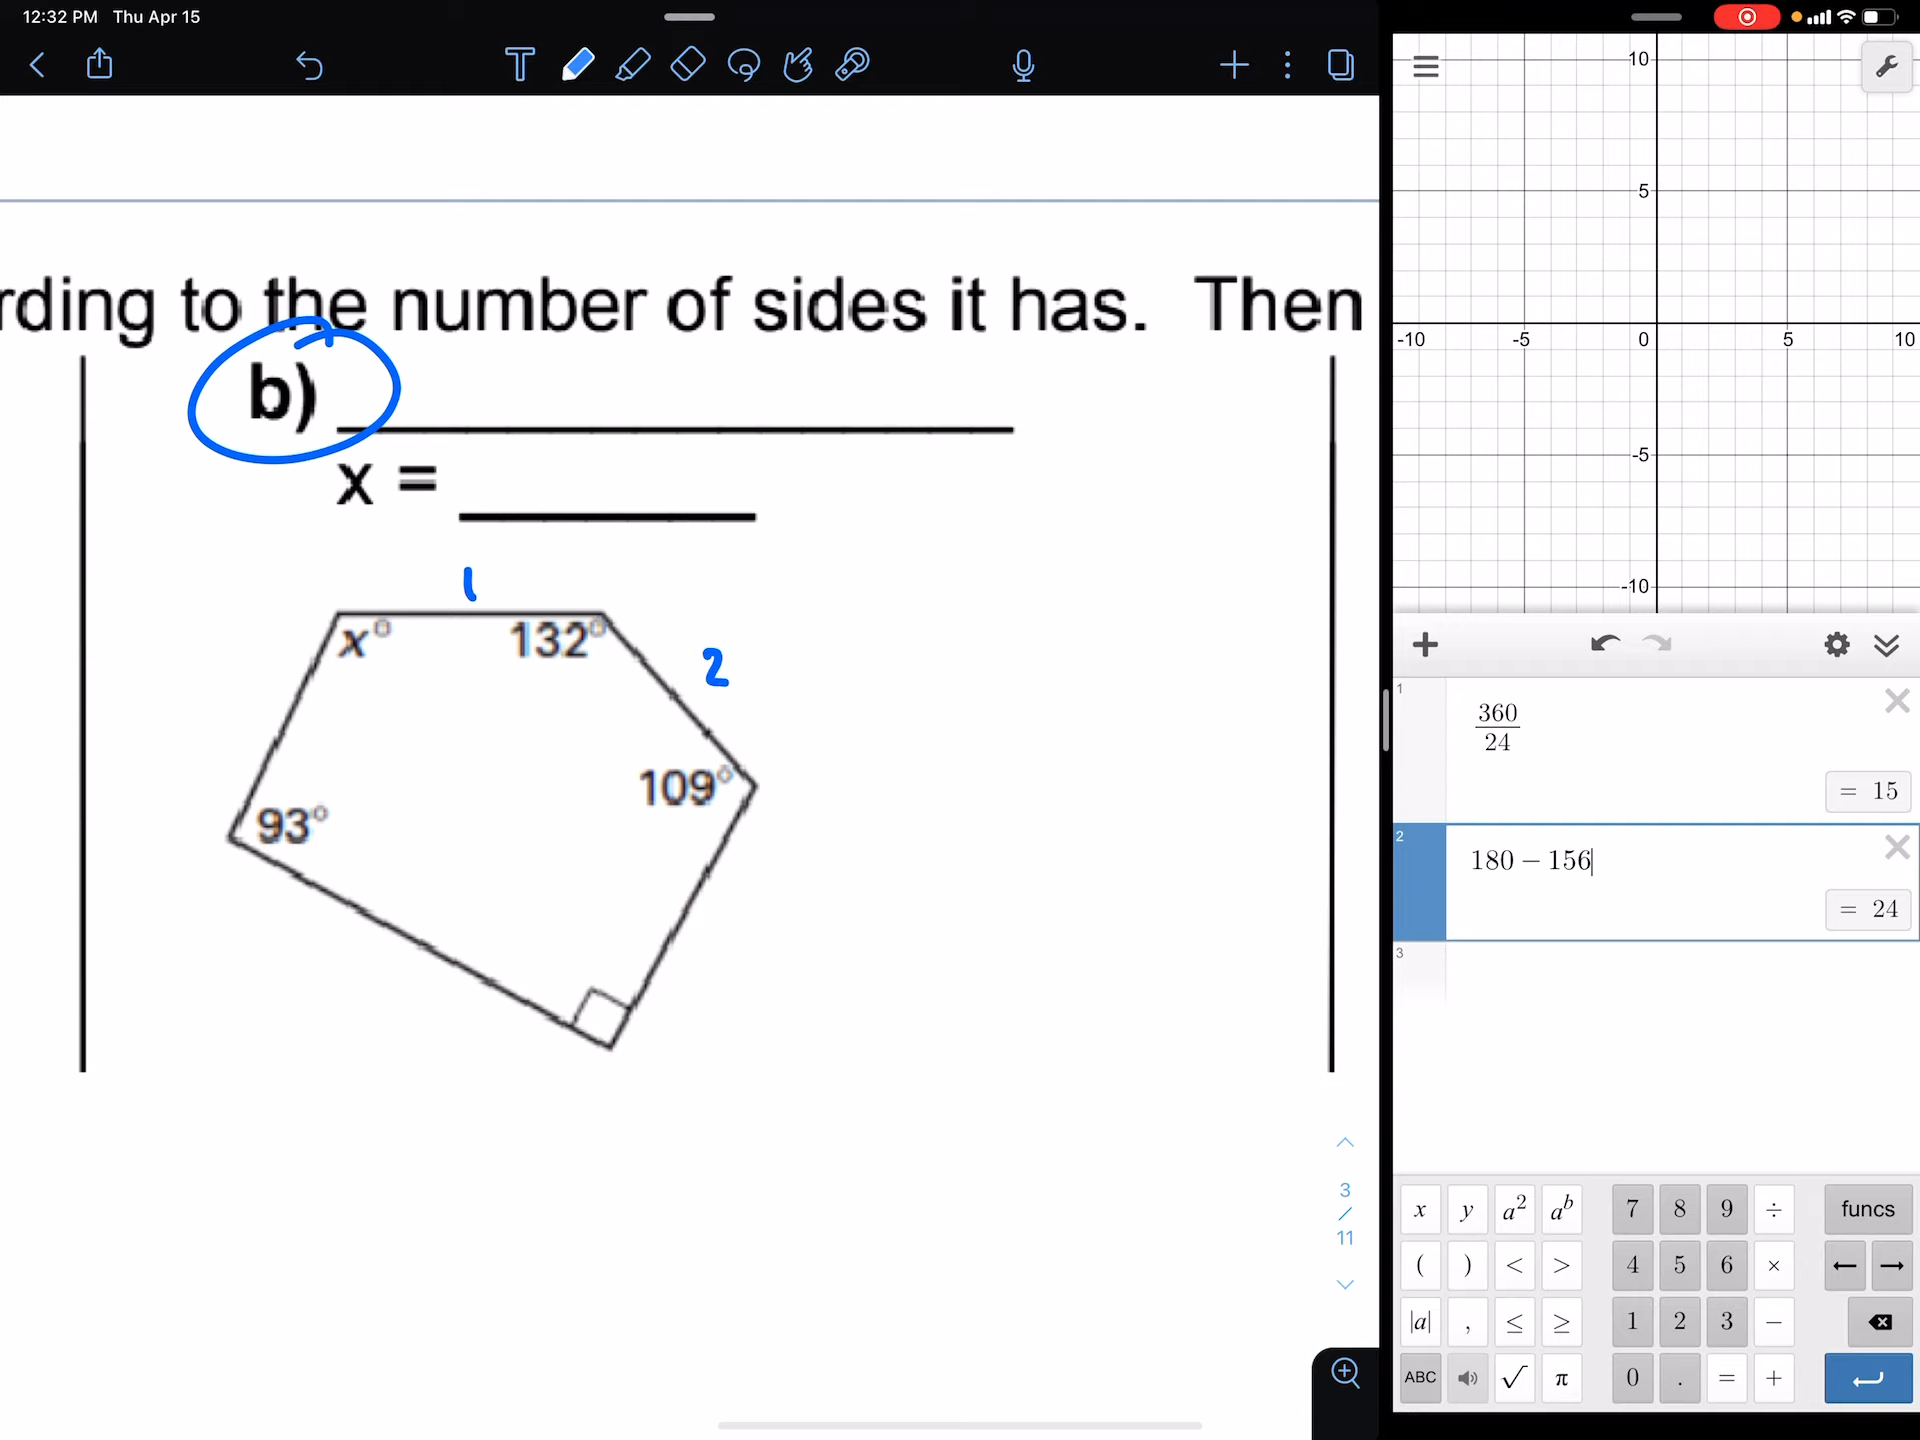 12:32 PM Thu Apr 15
rding to the number of sides it has. Then
b)
x =
1
x° 132°
2
109°
93°
3
/
11
10
5
-10 -5 0 5 10
-5
-10
1
360
24
= 15
2
180 − 156
= 24
3
x y a² aᵇ 7 8 9 ÷ funcs
( ) < > 4 5 6 × ← →
|a| , ≤ ≥ 1 2 3 −
ABC √ π 0 . = +